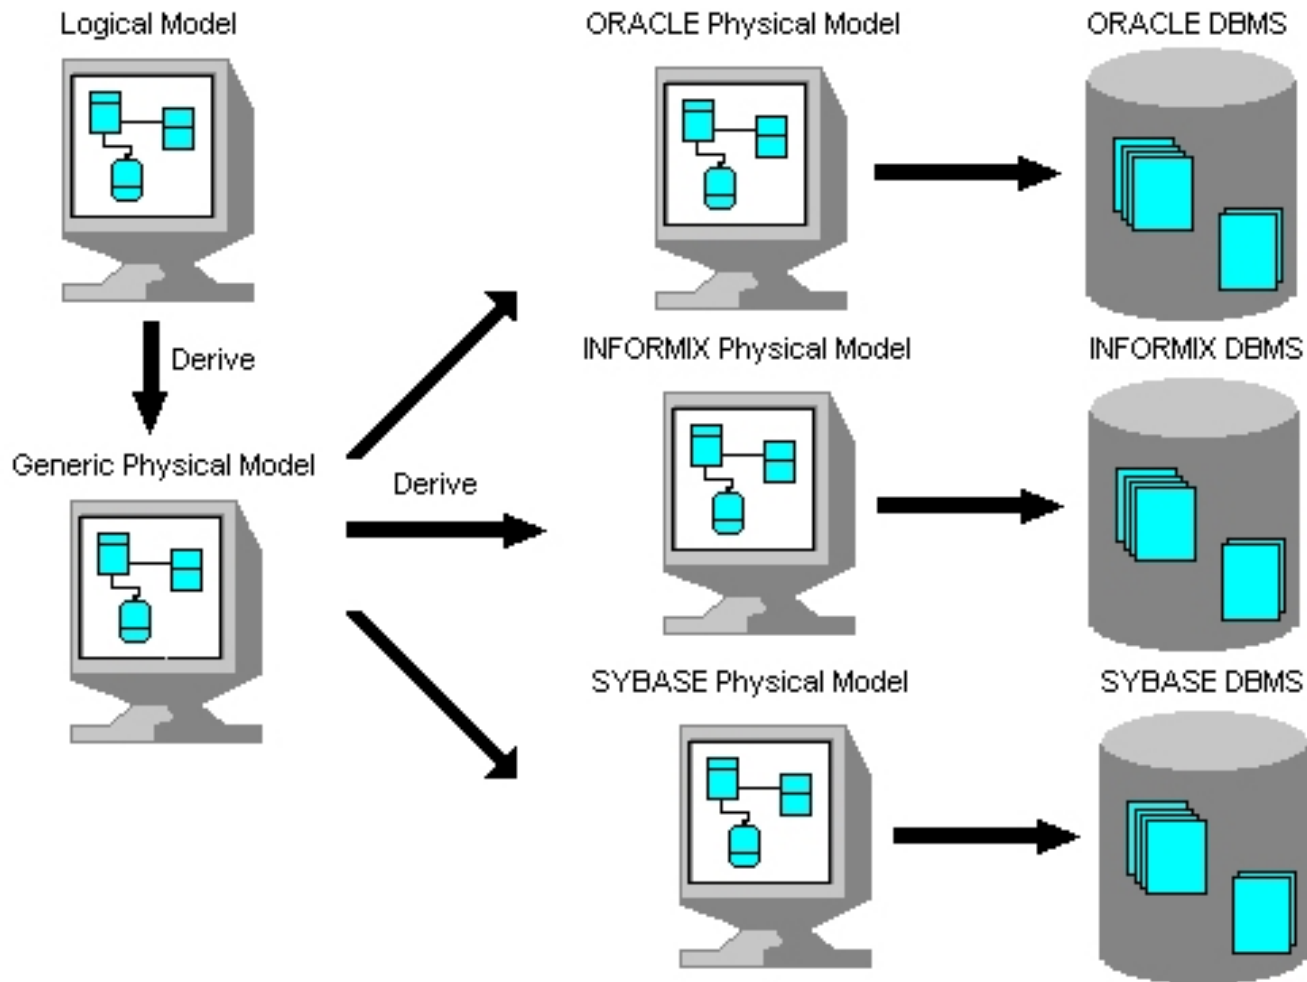 Logical Model
ORACLE Physical Model
ORACLE DBMS
Derive
INFORMIX Physical Model
INFORMIX DBMS
Generic Physical Model
Derive
SYBASE Physical Model
SYBASE DBMS